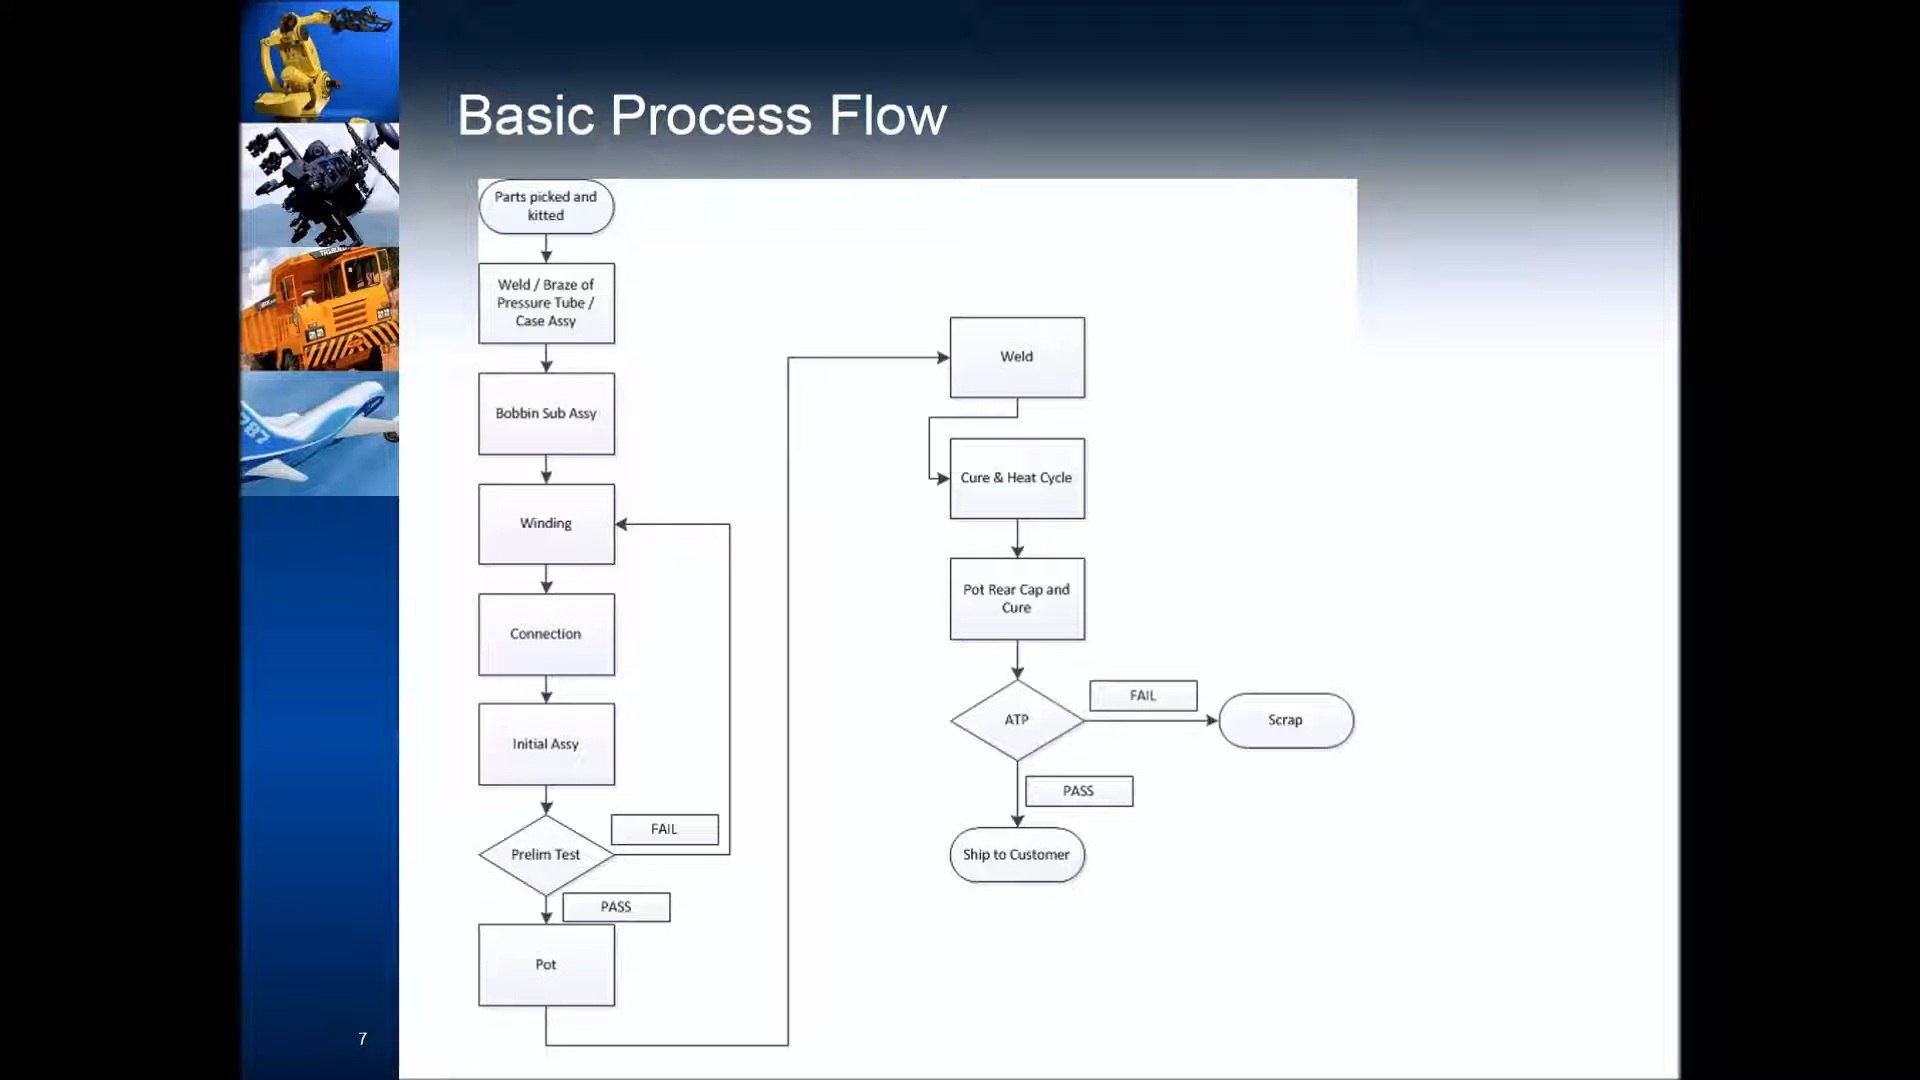 Basic Process Flow
Parts picked and
kitted
Weld / Braze of
Pressure Tube /
Case Assy
Bobbin Sub Assy
Winding
Connection
Initial Assy
Prelim Test
FAIL
PASS
Pot
Weld
Cure & Heat Cycle
Pot Rear Cap and
Cure
ATP
FAIL
Scrap
PASS
Ship to Customer
787
7